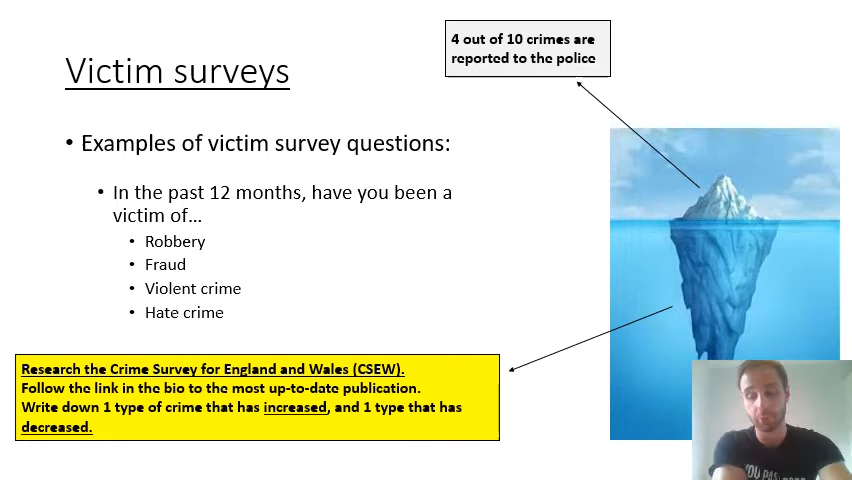 4 out of 10 crimes are
reported to the police
Victim surveys
• Examples of victim survey questions:
• In the past 12 months, have you been a
victim of…
• Robbery
• Fraud
• Violent crime
• Hate crime
Research the Crime Survey for England and Wales (CSEW).
Follow the link in the bio to the most up-to-date publication.
Write down 1 type of crime that has increased, and 1 type that has
decreased.